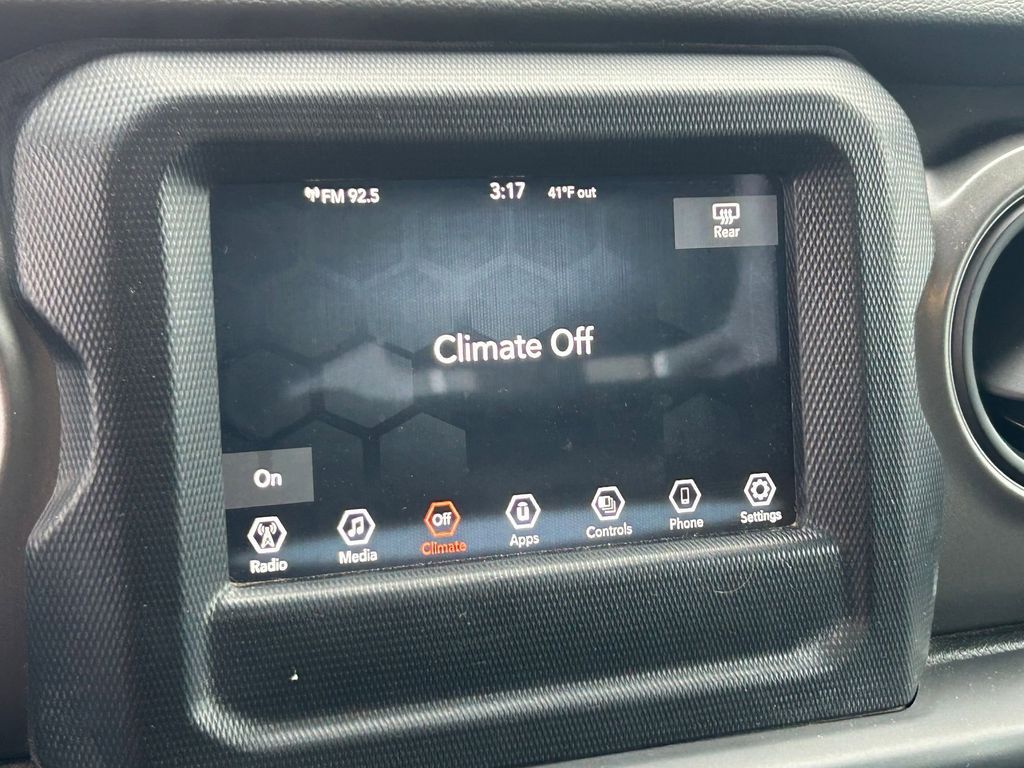 FM 92.5 3:17 41°F out
Rear
Climate Off
On
Off
Radio Media Climate Apps Controls Phone Settings